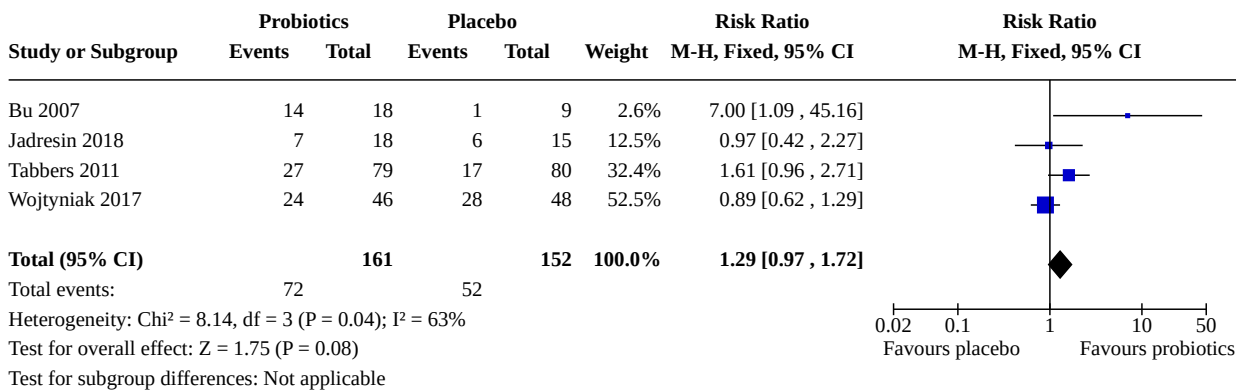 Probiotics Placebo Risk Ratio Risk Ratio
Study or Subgroup Events Total Events Total Weight M-H, Fixed, 95% CI M-H, Fixed, 95% CI
Bu 2007 14 18 1 9 2.6% 7.00 [1.09 , 45.16]
Jadresin 2018 7 18 6 15 12.5% 0.97 [0.42 , 2.27]
Tabbers 2011 27 79 17 80 32.4% 1.61 [0.96 , 2.71]
Wojtyniak 2017 24 46 28 48 52.5% 0.89 [0.62 , 1.29]
Total (95% CI) 161 152 100.0% 1.29 [0.97 , 1.72]
Total events: 72 52
Heterogeneity: Chi² = 8.14, df = 3 (P = 0.04); I² = 63%
Test for overall effect: Z = 1.75 (P = 0.08)
Test for subgroup differences: Not applicable
0.02 0.1 1 10 50
Favours placebo Favours probiotics